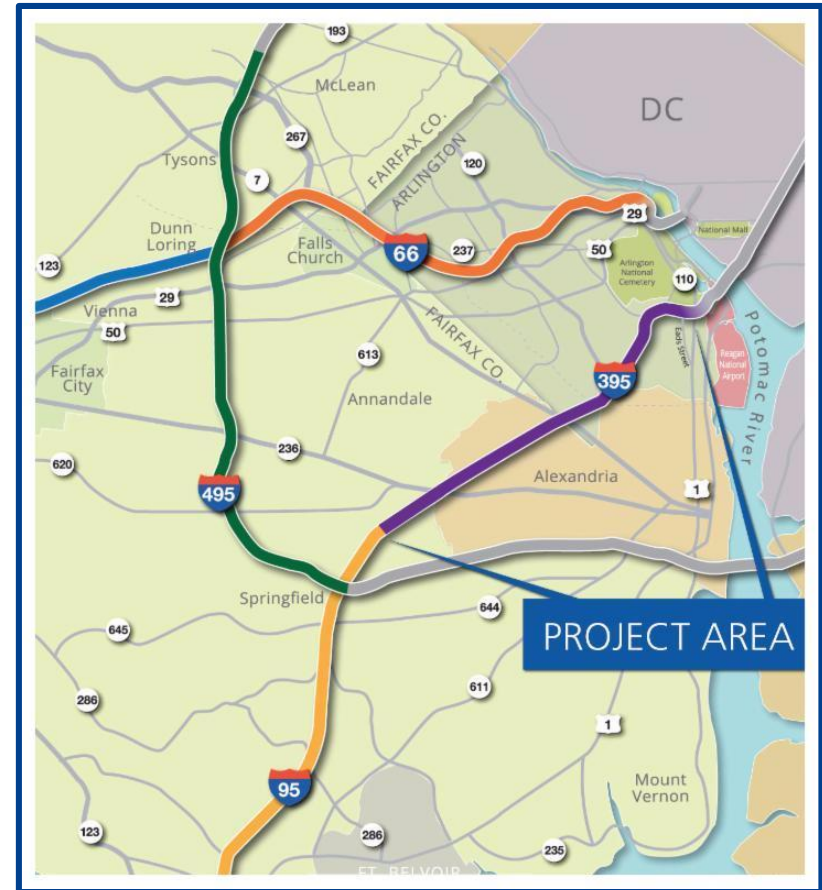 193
McLean
DC
267
FAIRFAX CO.
ARLINGTON
Tysons
7
120
Dunn
Loring
29
National Mall
Falls
Church
66
237
50
Arlington
National
Cemetery
123
110
29
Vienna
50
FAIRFAX CO.
Eads Street
Potomac River
Reagan
National
Airport
613
395
Fairfax
City
Annandale
236
620
Alexandria
495
1
Springfield
644
PROJECT AREA
645
286
611
1
95
Mount
Vernon
123
286
235
FT. BELVOIR